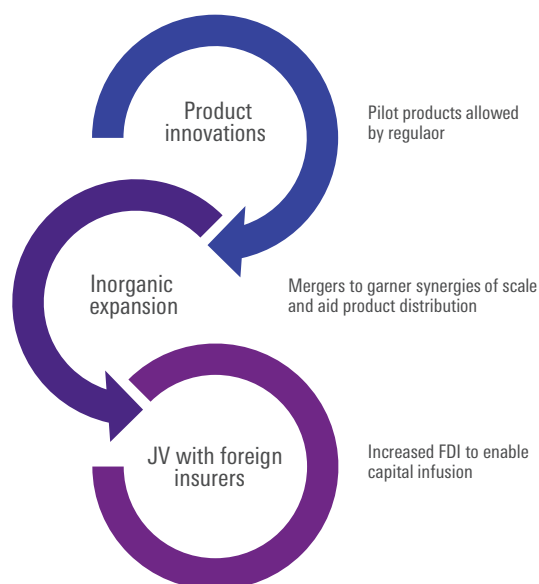 Product
innovations
Pilot products allowed
by regulaor
Inorganic
expansion
Mergers to garner synergies of scale
and aid product distribution
JV with foreign
insurers
Increased FDI to enable
capital infusion